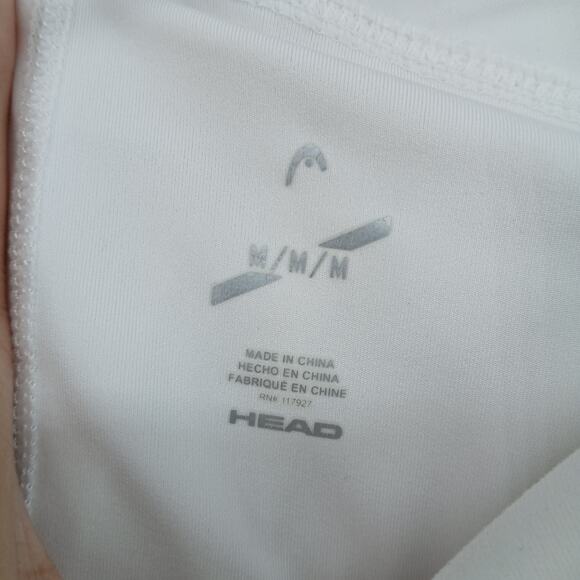 M/M/M
MADE IN CHINA
HECHO EN CHINA
FABRIQUÉ EN CHINE
RN# 117927
HEAD